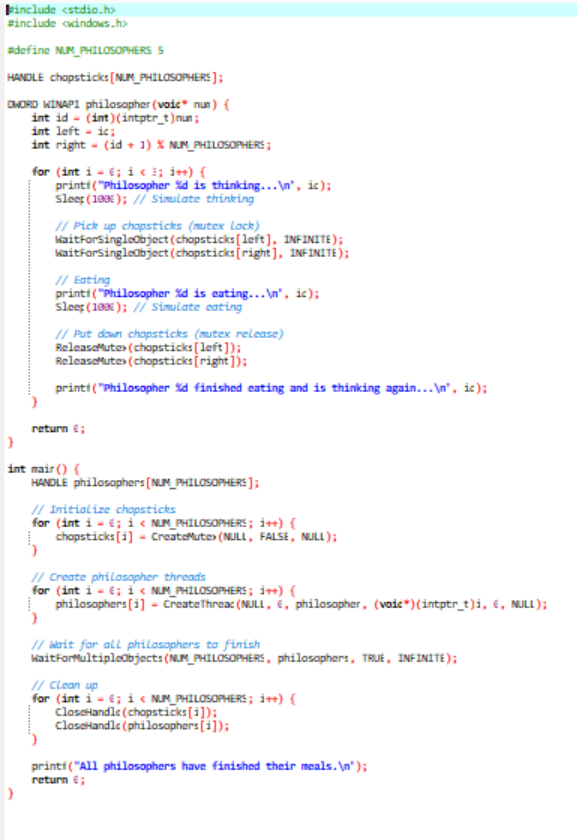 #include <stdio.h>
#include <windows.h>

#define NUM_PHILOSOPHERS 5

HANDLE chopsticks[NUM_PHILOSOPHERS];

DWORD WINAPI philosopher(void* num) {
    int id = (int)(intptr_t)num;
    int left = id;
    int right = (id + 1) % NUM_PHILOSOPHERS;

    for (int i = 0; i < 3; i++) {
        printf("Philosopher %d is thinking...\n", id);
        Sleep(1000); // Simulate thinking

        // Pick up chopsticks (mutex lock)
        WaitForSingleObject(chopsticks[left], INFINITE);
        WaitForSingleObject(chopsticks[right], INFINITE);

        // Eating
        printf("Philosopher %d is eating...\n", id);
        Sleep(1000); // Simulate eating

        // Put down chopsticks (mutex release)
        ReleaseMutex(chopsticks[left]);
        ReleaseMutex(chopsticks[right]);

        printf("Philosopher %d finished eating and is thinking again...\n", id);
    }

    return 0;
}

int main() {
    HANDLE philosophers[NUM_PHILOSOPHERS];

    // Initialize chopsticks
    for (int i = 0; i < NUM_PHILOSOPHERS; i++) {
        chopsticks[i] = CreateMutex(NULL, FALSE, NULL);
    }

    // Create philosopher threads
    for (int i = 0; i < NUM_PHILOSOPHERS; i++) {
        philosophers[i] = CreateThread(NULL, 0, philosopher, (void*)(intptr_t)i, 0, NULL);
    }

    // Wait for all philosophers to finish
    WaitForMultipleObjects(NUM_PHILOSOPHERS, philosophers, TRUE, INFINITE);

    // Clean up
    for (int i = 0; i < NUM_PHILOSOPHERS; i++) {
        CloseHandle(chopsticks[i]);
        CloseHandle(philosophers[i]);
    }

    printf("All philosophers have finished their meals.\n");
    return 0;
}